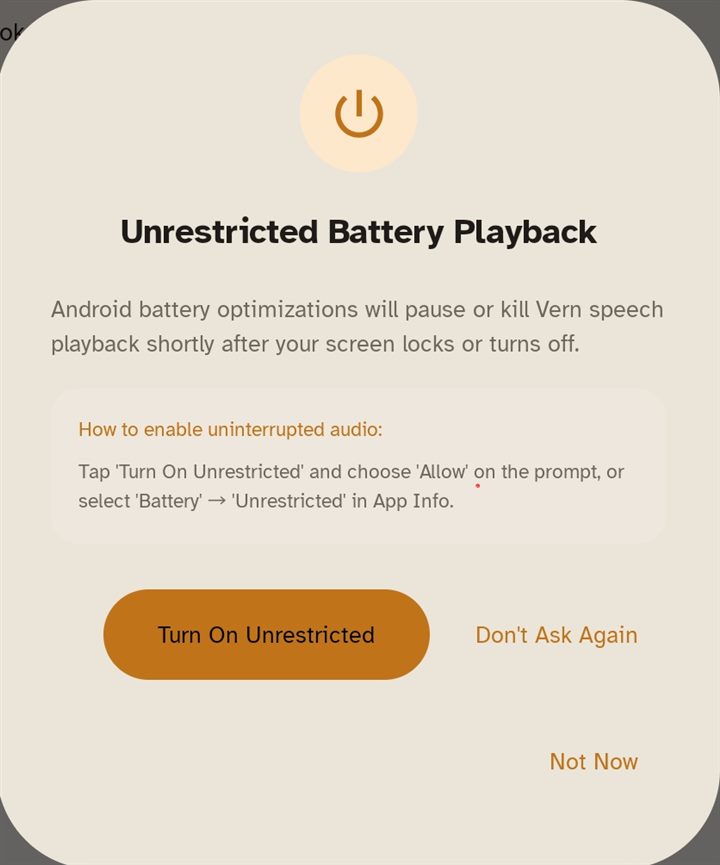 ok
Unrestricted Battery Playback
Android battery optimizations will pause or kill Vern speech
playback shortly after your screen locks or turns off.
How to enable uninterrupted audio:
Tap 'Turn On Unrestricted' and choose 'Allow' on the prompt, or
select 'Battery' → 'Unrestricted' in App Info.
Turn On Unrestricted
Don't Ask Again
Not Now